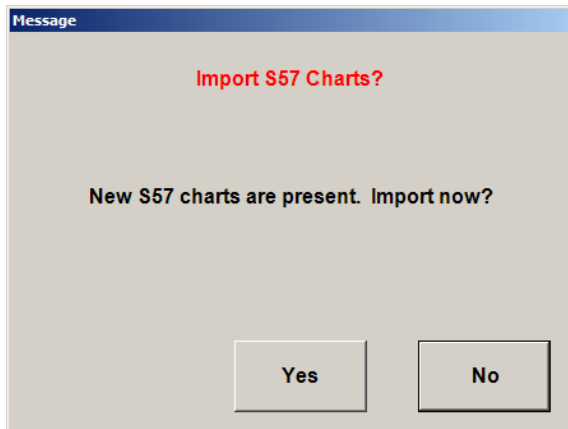 Message
Import S57 Charts?
New S57 charts are present.  Import now?
Yes
No